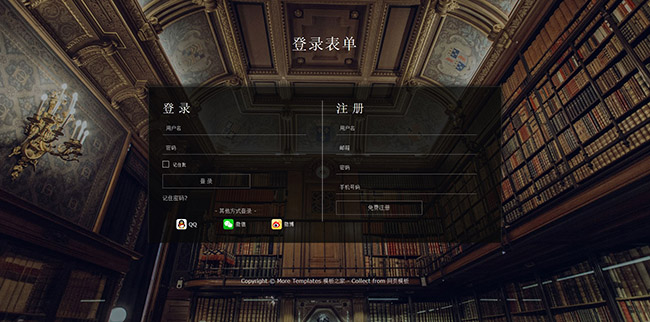 登录表单
登 录
用户名
密码
记住我
登 录
记住密码?
- 其他方式登录 -
QQ
微信
微博
注 册
用户名
邮箱
密码
手机号码
免费注册
Copyright © More Templates 模板之家 - Collect from 网页模板